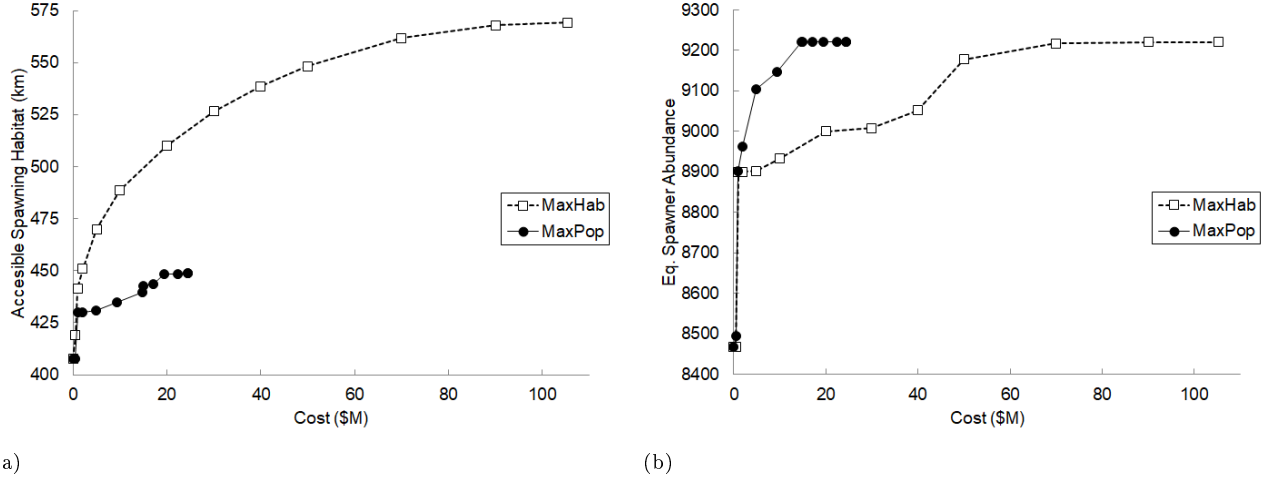 575
550
525
500
475
450
425
400
Accesible Spawning Habitat (km)
0 20 40 60 80 100
Cost ($M)
MaxHab
MaxPop
a)
9300
9200
9100
9000
8900
8800
8700
8600
8500
8400
Eq. Spawner Abundance
0 20 40 60 80 100
Cost ($M)
MaxHab
MaxPop
(b)